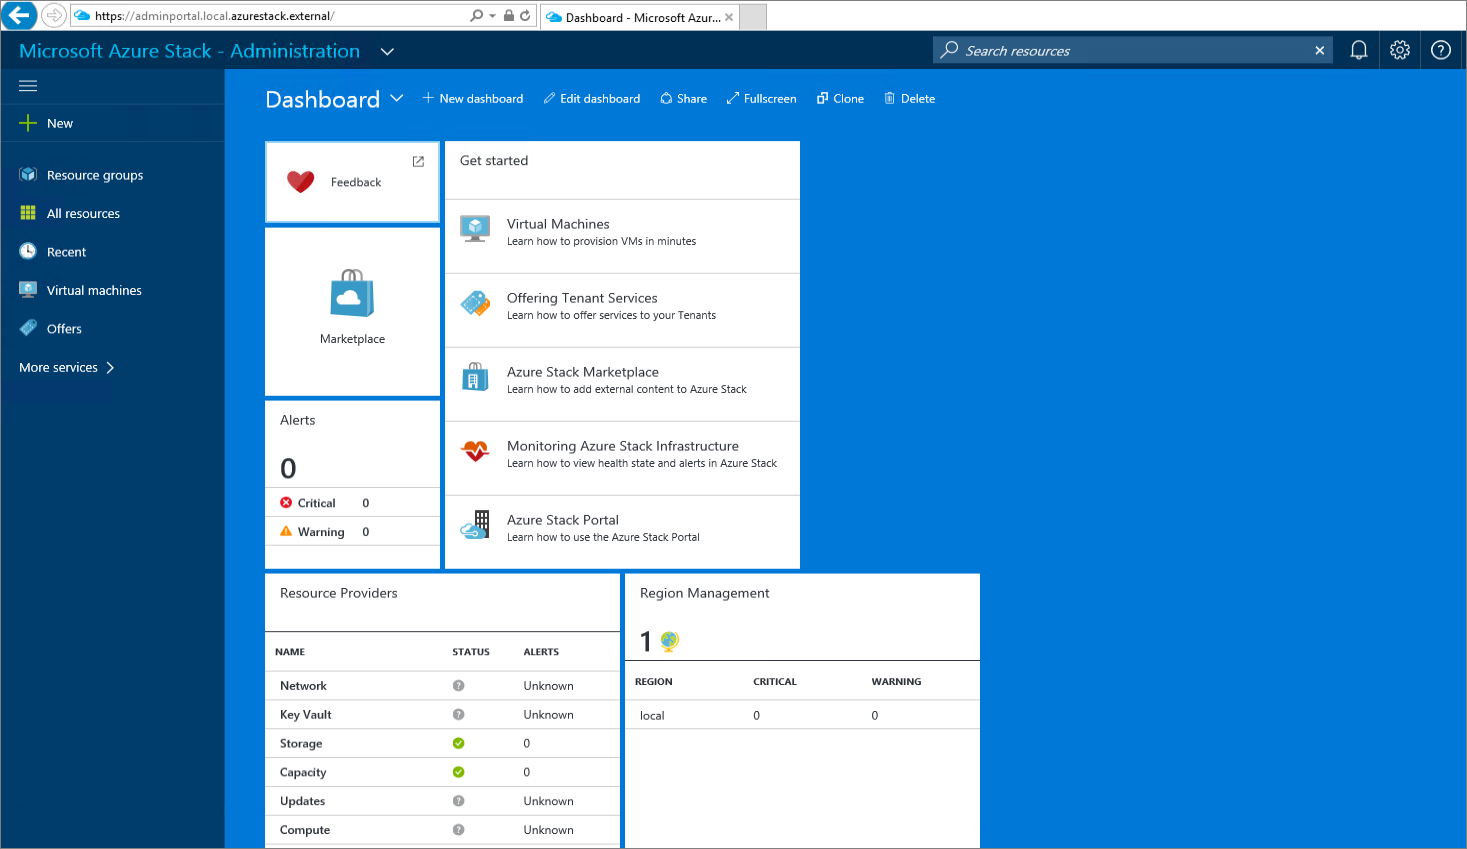 https://adminportal.local.azurestack.external/
Dashboard - Microsoft Azur...
Microsoft Azure Stack - Administration
Search resources
New
Resource groups
All resources
Recent
Virtual machines
Offers
More services
Dashboard
New dashboard
Edit dashboard
Share
Fullscreen
Clone
Delete
Feedback
Marketplace
Alerts
0
Critical 0
Warning 0
Get started
Virtual Machines
Learn how to provision VMs in minutes
Offering Tenant Services
Learn how to offer services to your Tenants
Azure Stack Marketplace
Learn how to add external content to Azure Stack
Monitoring Azure Stack Infrastructure
Learn how to view health state and alerts in Azure Stack
Azure Stack Portal
Learn how to use the Azure Stack Portal
Resource Providers
NAME STATUS ALERTS
Network Unknown
Key Vault Unknown
Storage 0
Capacity 0
Updates Unknown
Compute Unknown
Region Management
1
REGION CRITICAL WARNING
local 0 0